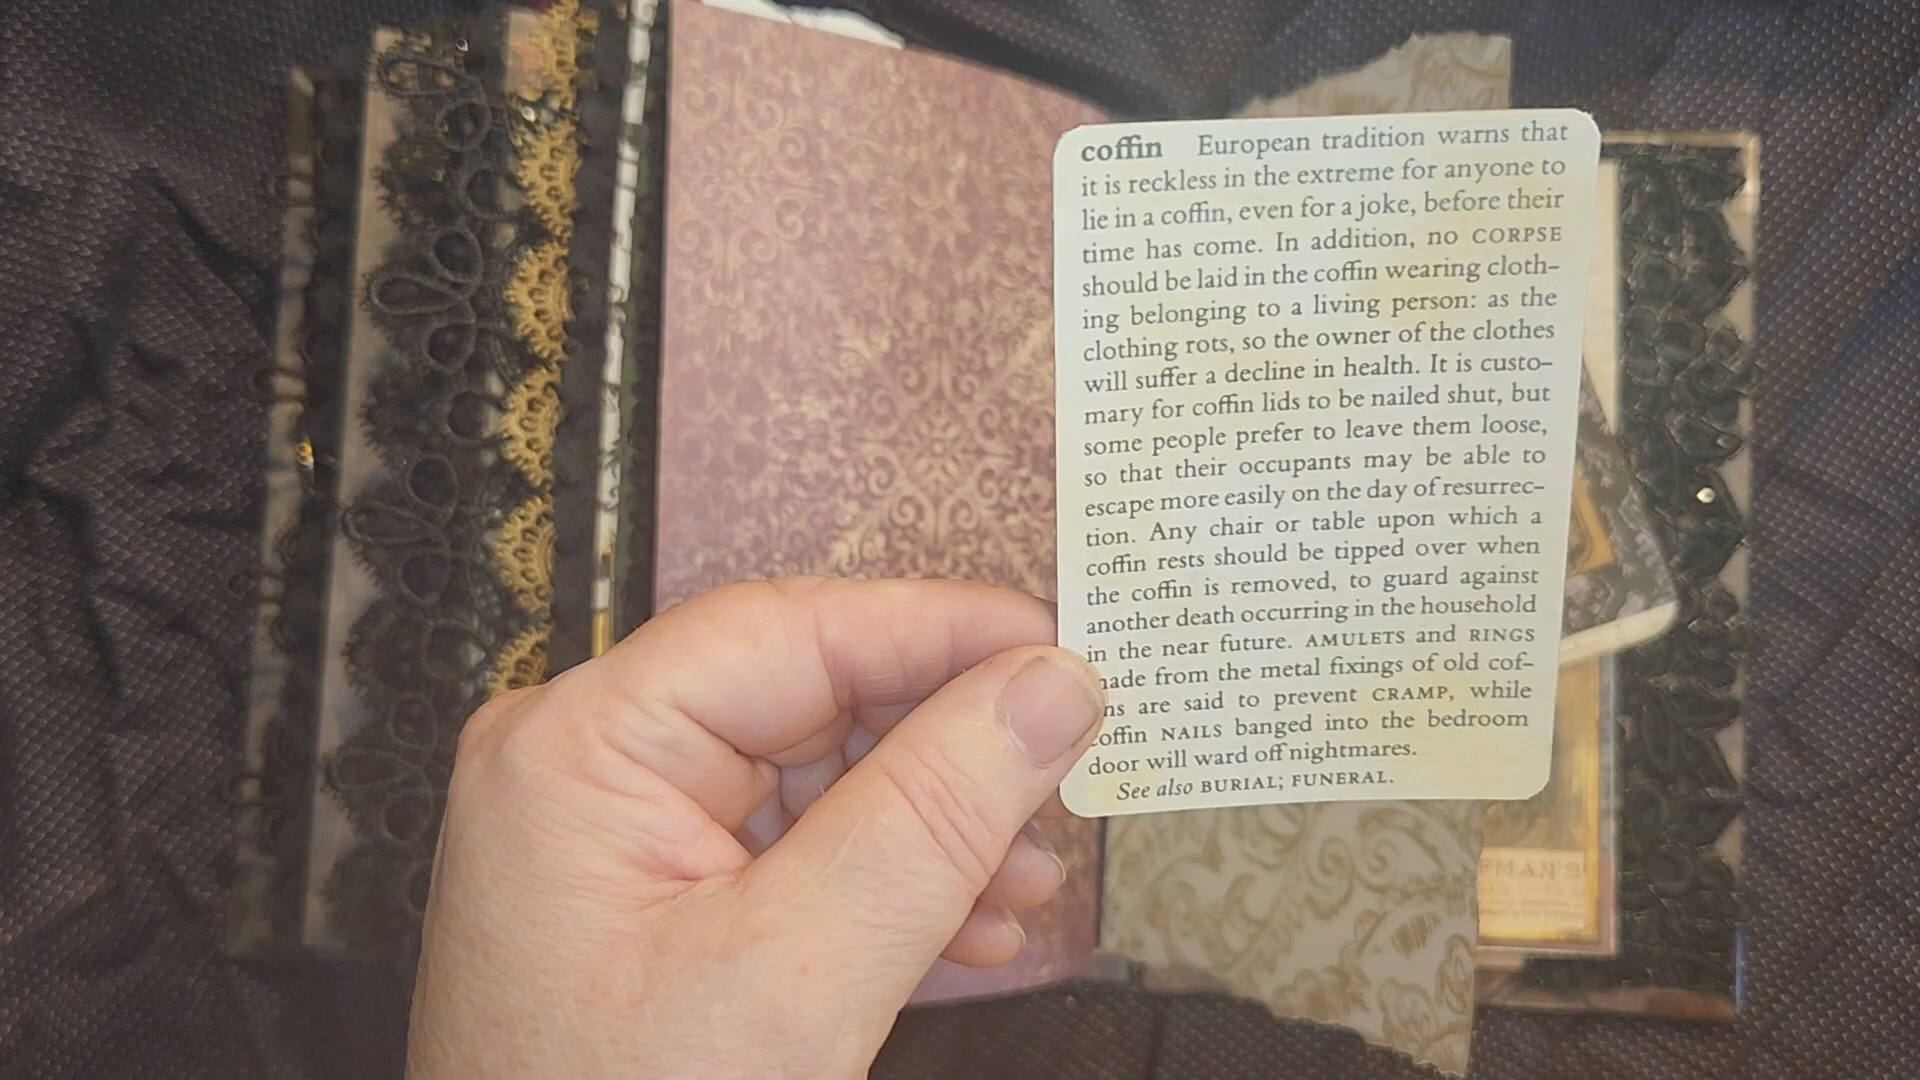 coffin European tradition warns that
it is reckless in the extreme for anyone to
lie in a coffin, even for a joke, before their
time has come. In addition, no CORPSE
should be laid in the coffin wearing cloth-
ing belonging to a living person: as the
clothing rots, so the owner of the clothes
will suffer a decline in health. It is custo-
mary for coffin lids to be nailed shut, but
some people prefer to leave them loose,
so that their occupants may be able to
escape more easily on the day of resurrec-
tion. Any chair or table upon which a
coffin rests should be tipped over when
the coffin is removed, to guard against
another death occurring in the household
in the near future. AMULETS and RINGS
ade from the metal fixings of old cof-
ns are said to prevent CRAMP, while
coffin NAILS banged into the bedroom
door will ward off nightmares.
See also BURIAL; FUNERAL.
MAN'S